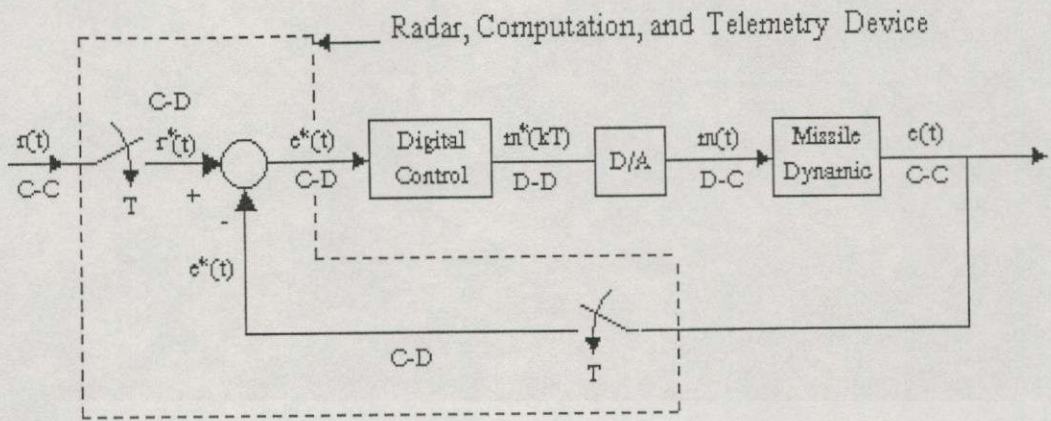 Radar, Computation, and Telemetry Device
C-D
r(t)
r*(t)
e*(t)
Digital
Control
m*(kT)
D/A
m(t)
Missile
Dynamic
c(t)
C-C
T
+
-
C-D
D-D
D-C
C-C
c*(t)
C-D
T